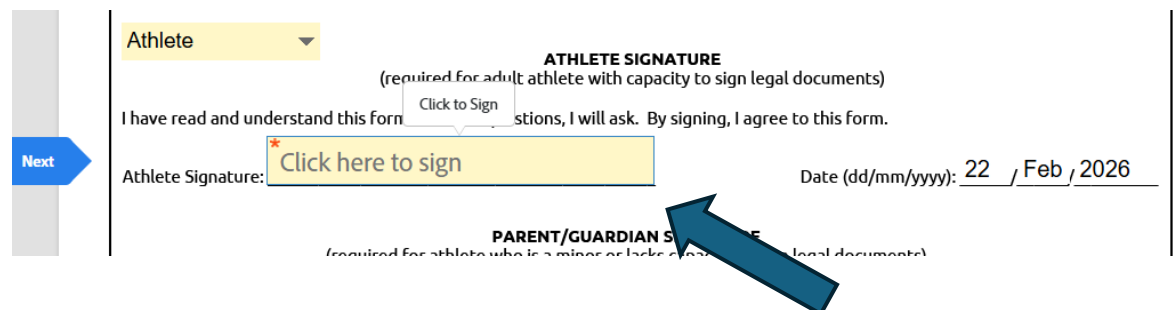 Athlete
ATHLETE SIGNATURE
(required for adult athlete with capacity to sign legal documents)
Click to Sign
I have read and understand this form stions, I will ask. By signing, I agree to this form.
Next
* Click here to sign
Athlete Signature: Date (dd/mm/yyyy): 22 / Feb / 2026
PARENT/GUARDIAN S
(required for athlete who is a minor or lacks legal documents)